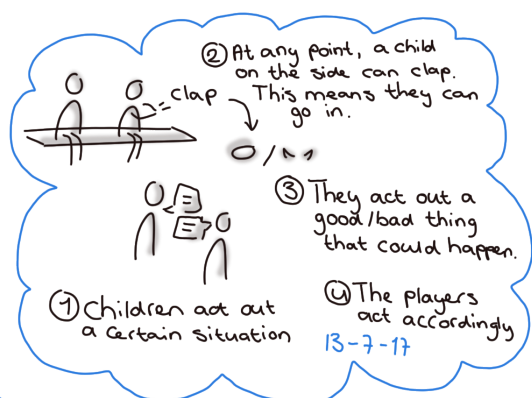 ② At any point, a child
on the side can clap.
This means they can
go in.
clap
③ They act out a
good/bad thing
that could happen.
① Children act out
a certain situation
④ The players
act accordingly
13-7-17